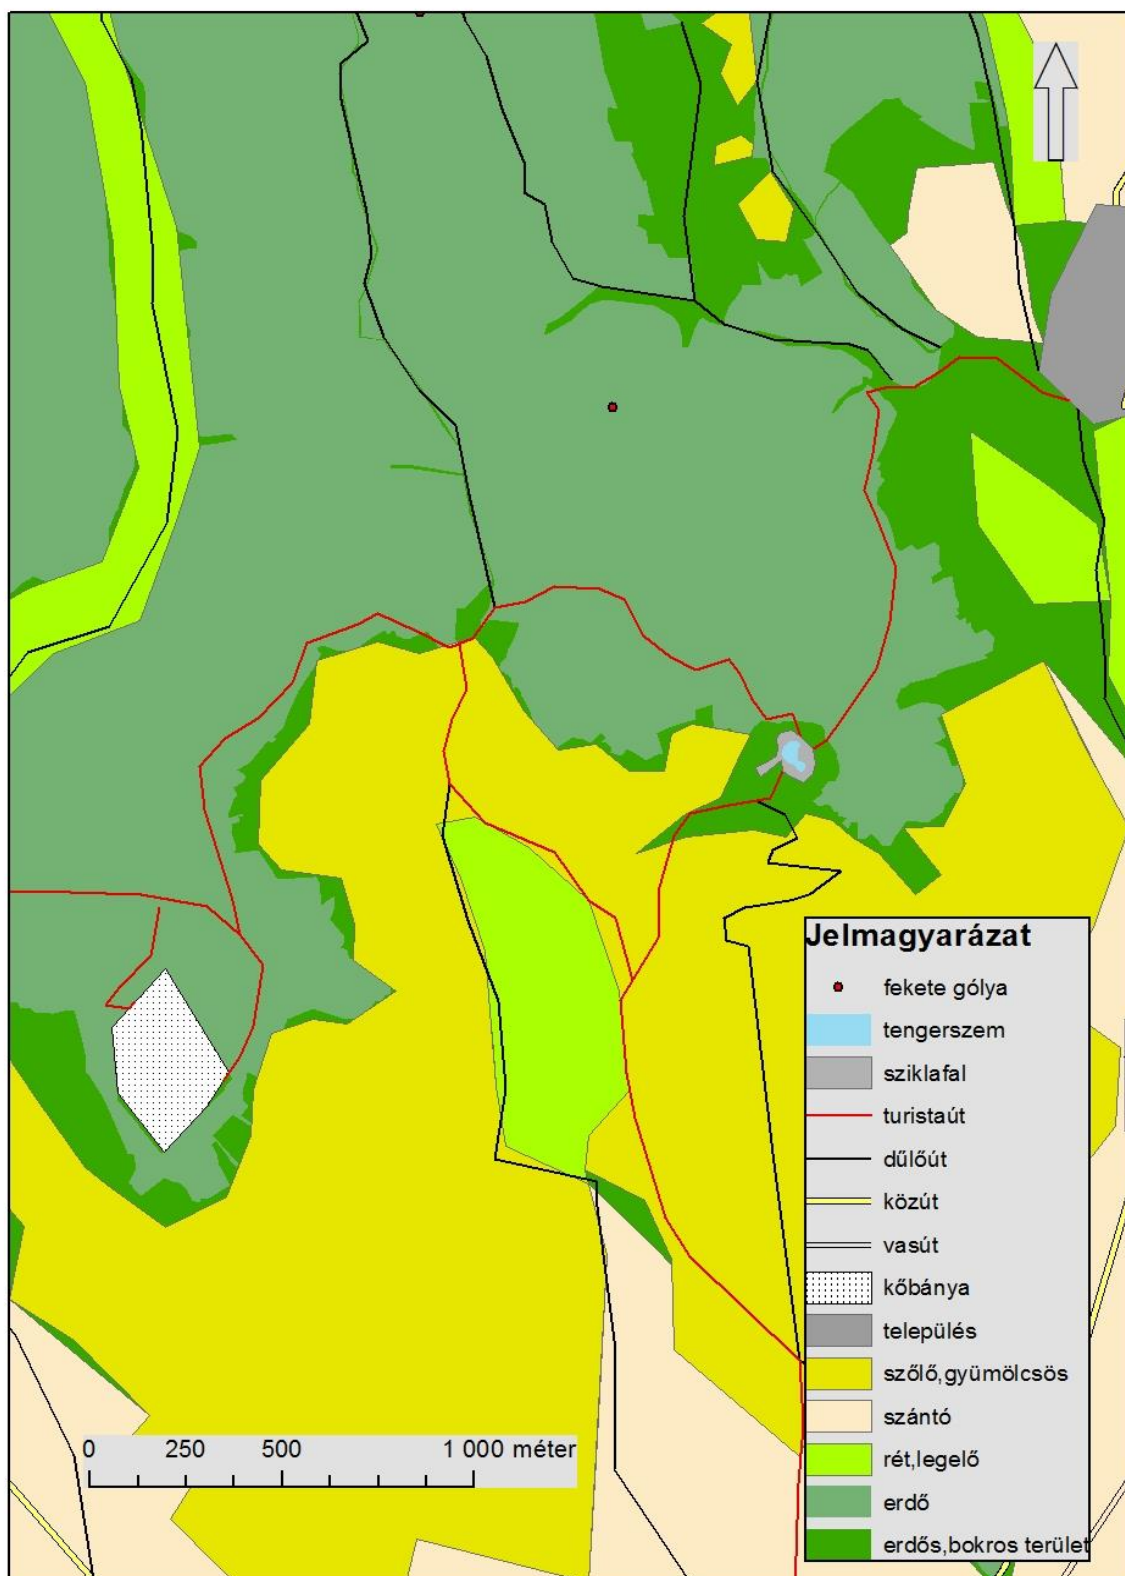 Jelmagyarázat
fekete gólya
tengerszem
sziklafal
turistaút
dűlőút
közút
vasút
kőbánya
település
szőlő,gyümölcsös
szántó
rét,legelő
erdő
erdős,bokros terület
0 250 500 1 000 méter